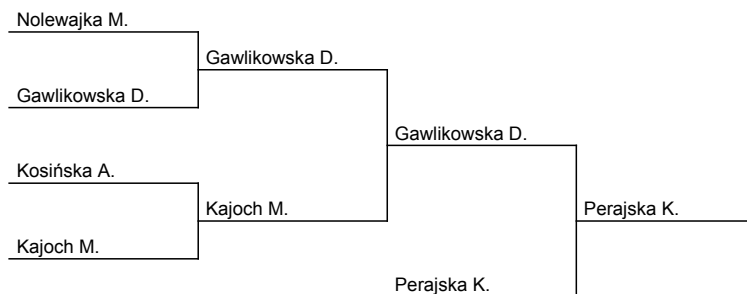 Nolewajka M.
Gawlikowska D.
Gawlikowska D.
Gawlikowska D.
Kosińska A.
Kajoch M.
Perajska K.
Kajoch M.
Perajska K.